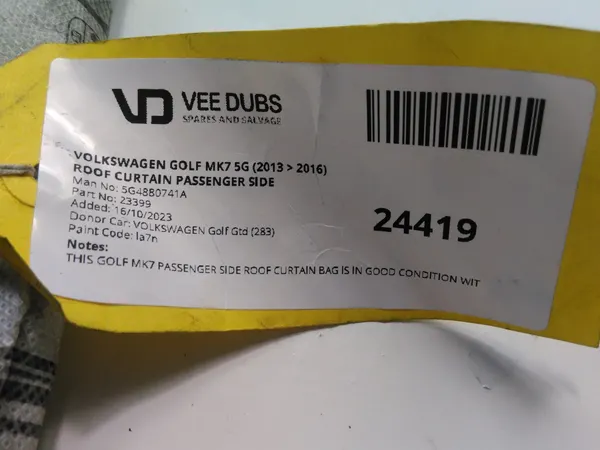 VD VEE DUBS
SPARES AND SALVAGE
VOLKSWAGEN GOLF MK7 5G (2013 > 2016)
ROOF CURTAIN PASSENGER SIDE
Man No: 5G4880741A
Part No: 23399
Added: 16/10/2023
Donor Car: VOLKSWAGEN Golf Gtd (283)
Paint Code: la7n
Notes:
THIS GOLF MK7 PASSENGER SIDE ROOF CURTAIN BAG IS IN GOOD CONDITION WIT
24419